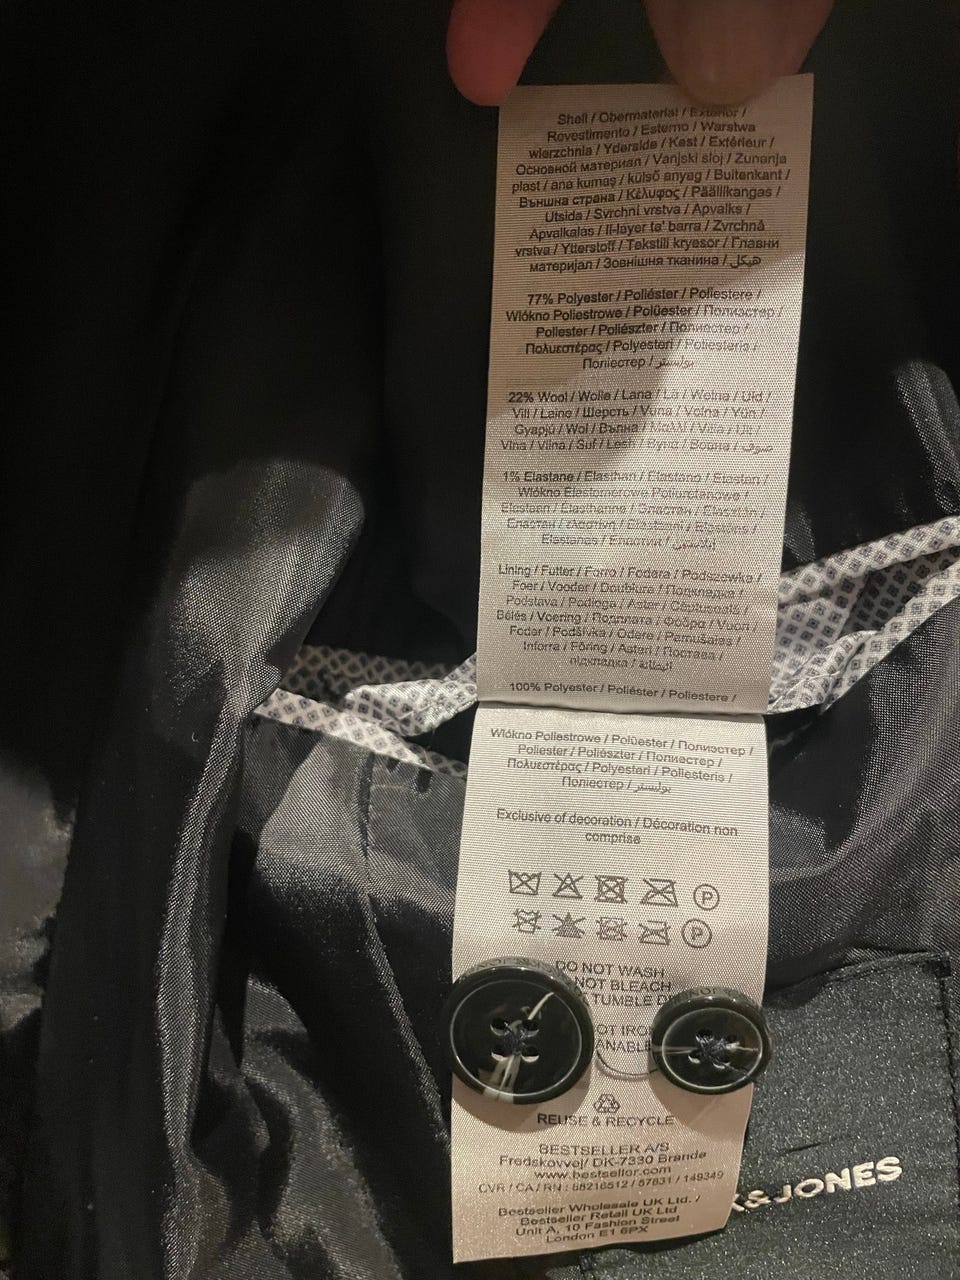 Shell / Obermaterial / Exterior /
Revestimento / Esterno / Warstwa
wierzchnia / Yderside / Kest / Extérieur /
Основной материал / Vanjski sloj / Zunanja
plast / ana kumaş / külső anyag / Buitenkant /
Външна страна / Κέλυφος / Päällikangas /
Utsida / Svrchní vrstva / Apvalks /
Apvalkalas / Il-layer ta' barra / Zvrchná
vrstva / Ytterstoff / Tekstili kryesor / Главни
материјал / Зовнішня тканина / هيكل
77% Polyester / Poliéster / Poliestere /
Włókno Poliestrowe / Polüester / Полиэстер /
Poliester / Poliészter / Полиестер /
Πολυεστέρας / Polyesteri / Poliesteris /
Поліестер / بوليستر
22% Wool / Wolle / Lana / Lã / Wełna / Uld /
Vill / Laine / Шерсть / Vuna / Volna / Yün /
Gyapjú / Wol / Вълна / Μαλλί / Villa / Ull /
Vlna / Vilna / Suf / Lesh / Вуна / Вовна / صوف
1% Elastane / Elasthan / Elastano / Elastan /
Włókno Elastomerowe Poliuretanowe /
Elastaan / Elasthanne / Эластан / Elasztán /
Еластан / Elastaani / Elastāns /
Elastanas / Еластин /
Lining / Futter / Forro / Fodera / Podszewka /
Foer / Vooder / Doublure / Подкладка /
Podstava / Podloga / Astar /
Bélés / Voering / Подплата / Φόδρα / Vuori /
Foder / Podšívka / Odere / Pamušalas /
Inforra / Fôring / Astari / Постава /
підкладка / البطانة
100% Polyester / Poliéster / Poliestere /
Włókno Poliestrowe / Polüester / Полиэстер /
Poliester / Poliészter / Полиестер /
Πολυεστέρας / Polyesteri / Poliesteris /
Поліестер / بوليستر
Exclusive of decoration / Décoration non
comprise
P
P
DO NOT WASH
NOT BLEACH
TUMBLE
OT IRO
ANABLE
REUSE & RECYCLE
BESTSELLER A/S
Fredskovvej/ DK-7330 Brande
www.bestseller.com
CVR / CA / RN : 88216512 / 57831 / 149349
Bestseller Wholesale UK Ltd. /
Bestseller Retail UK Ltd
Unit A, 10 Fashion Street
London E1 6PX
&JONES